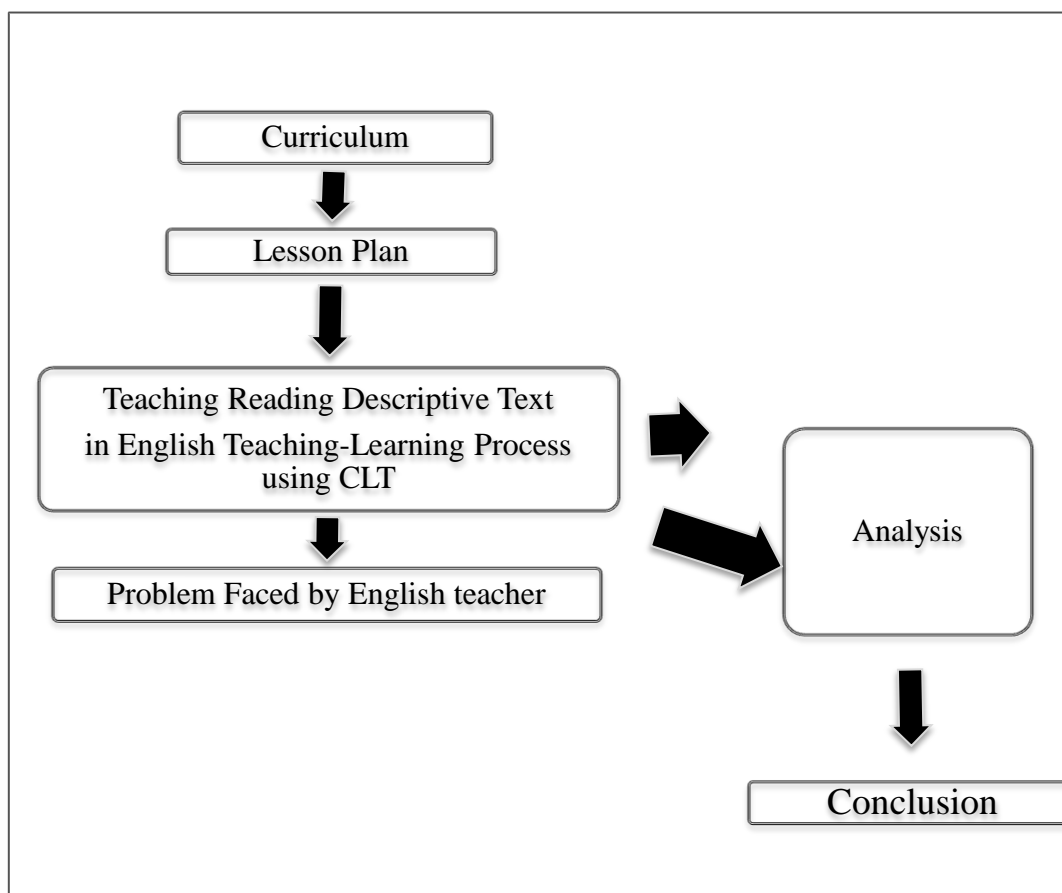 Curriculum
Lesson Plan
Teaching Reading Descriptive Text
in English Teaching-Learning Process
using CLT
Problem Faced by English teacher
Analysis
Conclusion